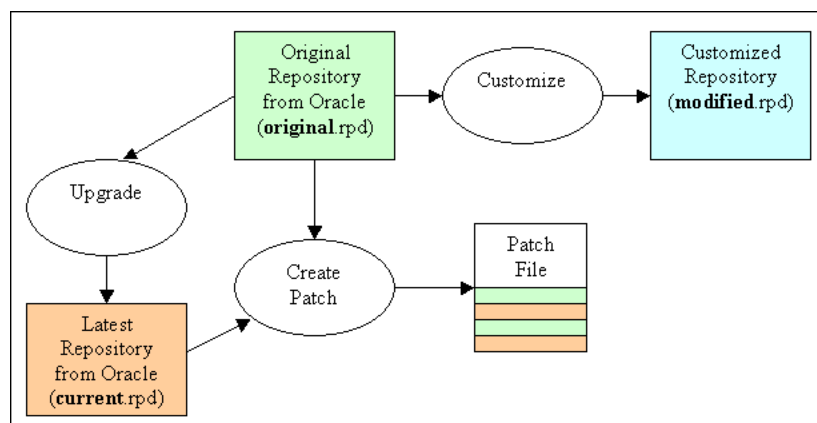 Original
Repository
from Oracle
(original.rpd)
Customize
Customized
Repository
(modified.rpd)
Upgrade
Create
Patch
Patch
File
Latest
Repository
from Oracle
(current.rpd)